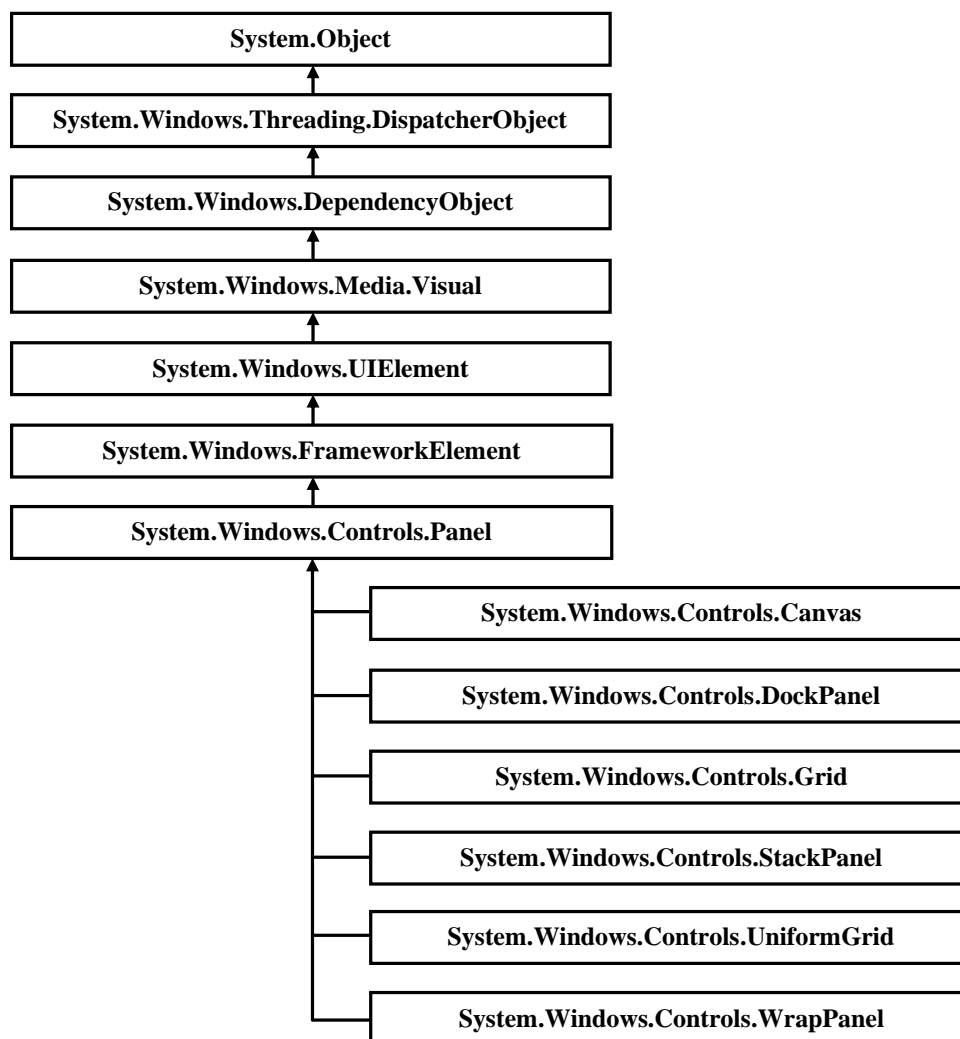 System.Object
System.Windows.Threading.DispatcherObject
System.Windows.DependencyObject
System.Windows.Media.Visual
System.Windows.UIElement
System.Windows.FrameworkElement
System.Windows.Controls.Panel
System.Windows.Controls.Canvas
System.Windows.Controls.DockPanel
System.Windows.Controls.Grid
System.Windows.Controls.StackPanel
System.Windows.Controls.UniformGrid
System.Windows.Controls.WrapPanel